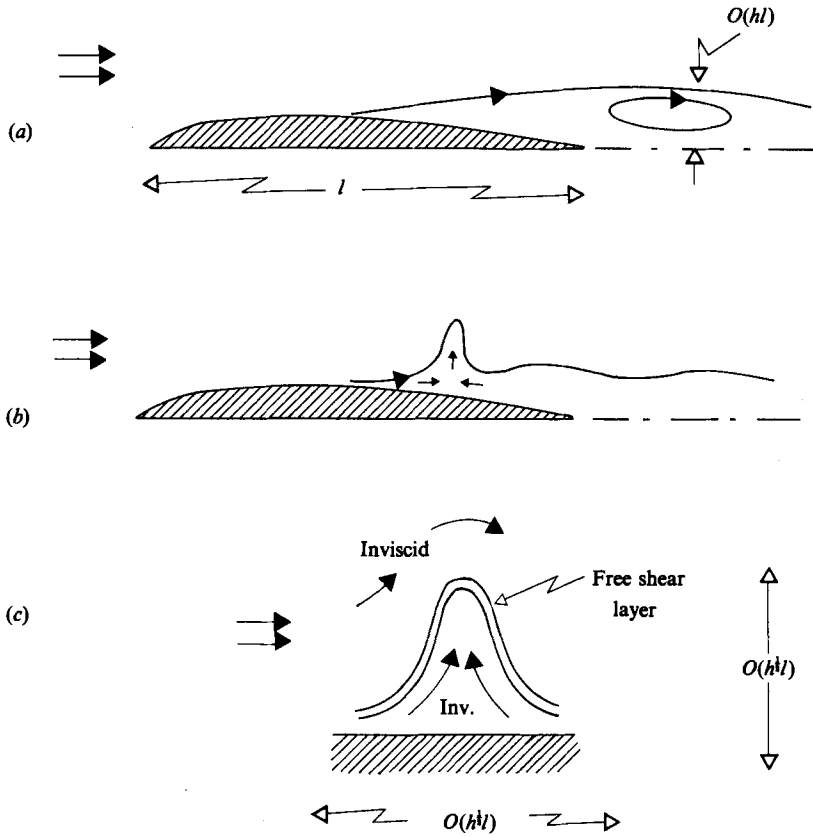 O(hl)
(a)
l
(b)
Inviscid
Free shear
layer
(c)
Inv.